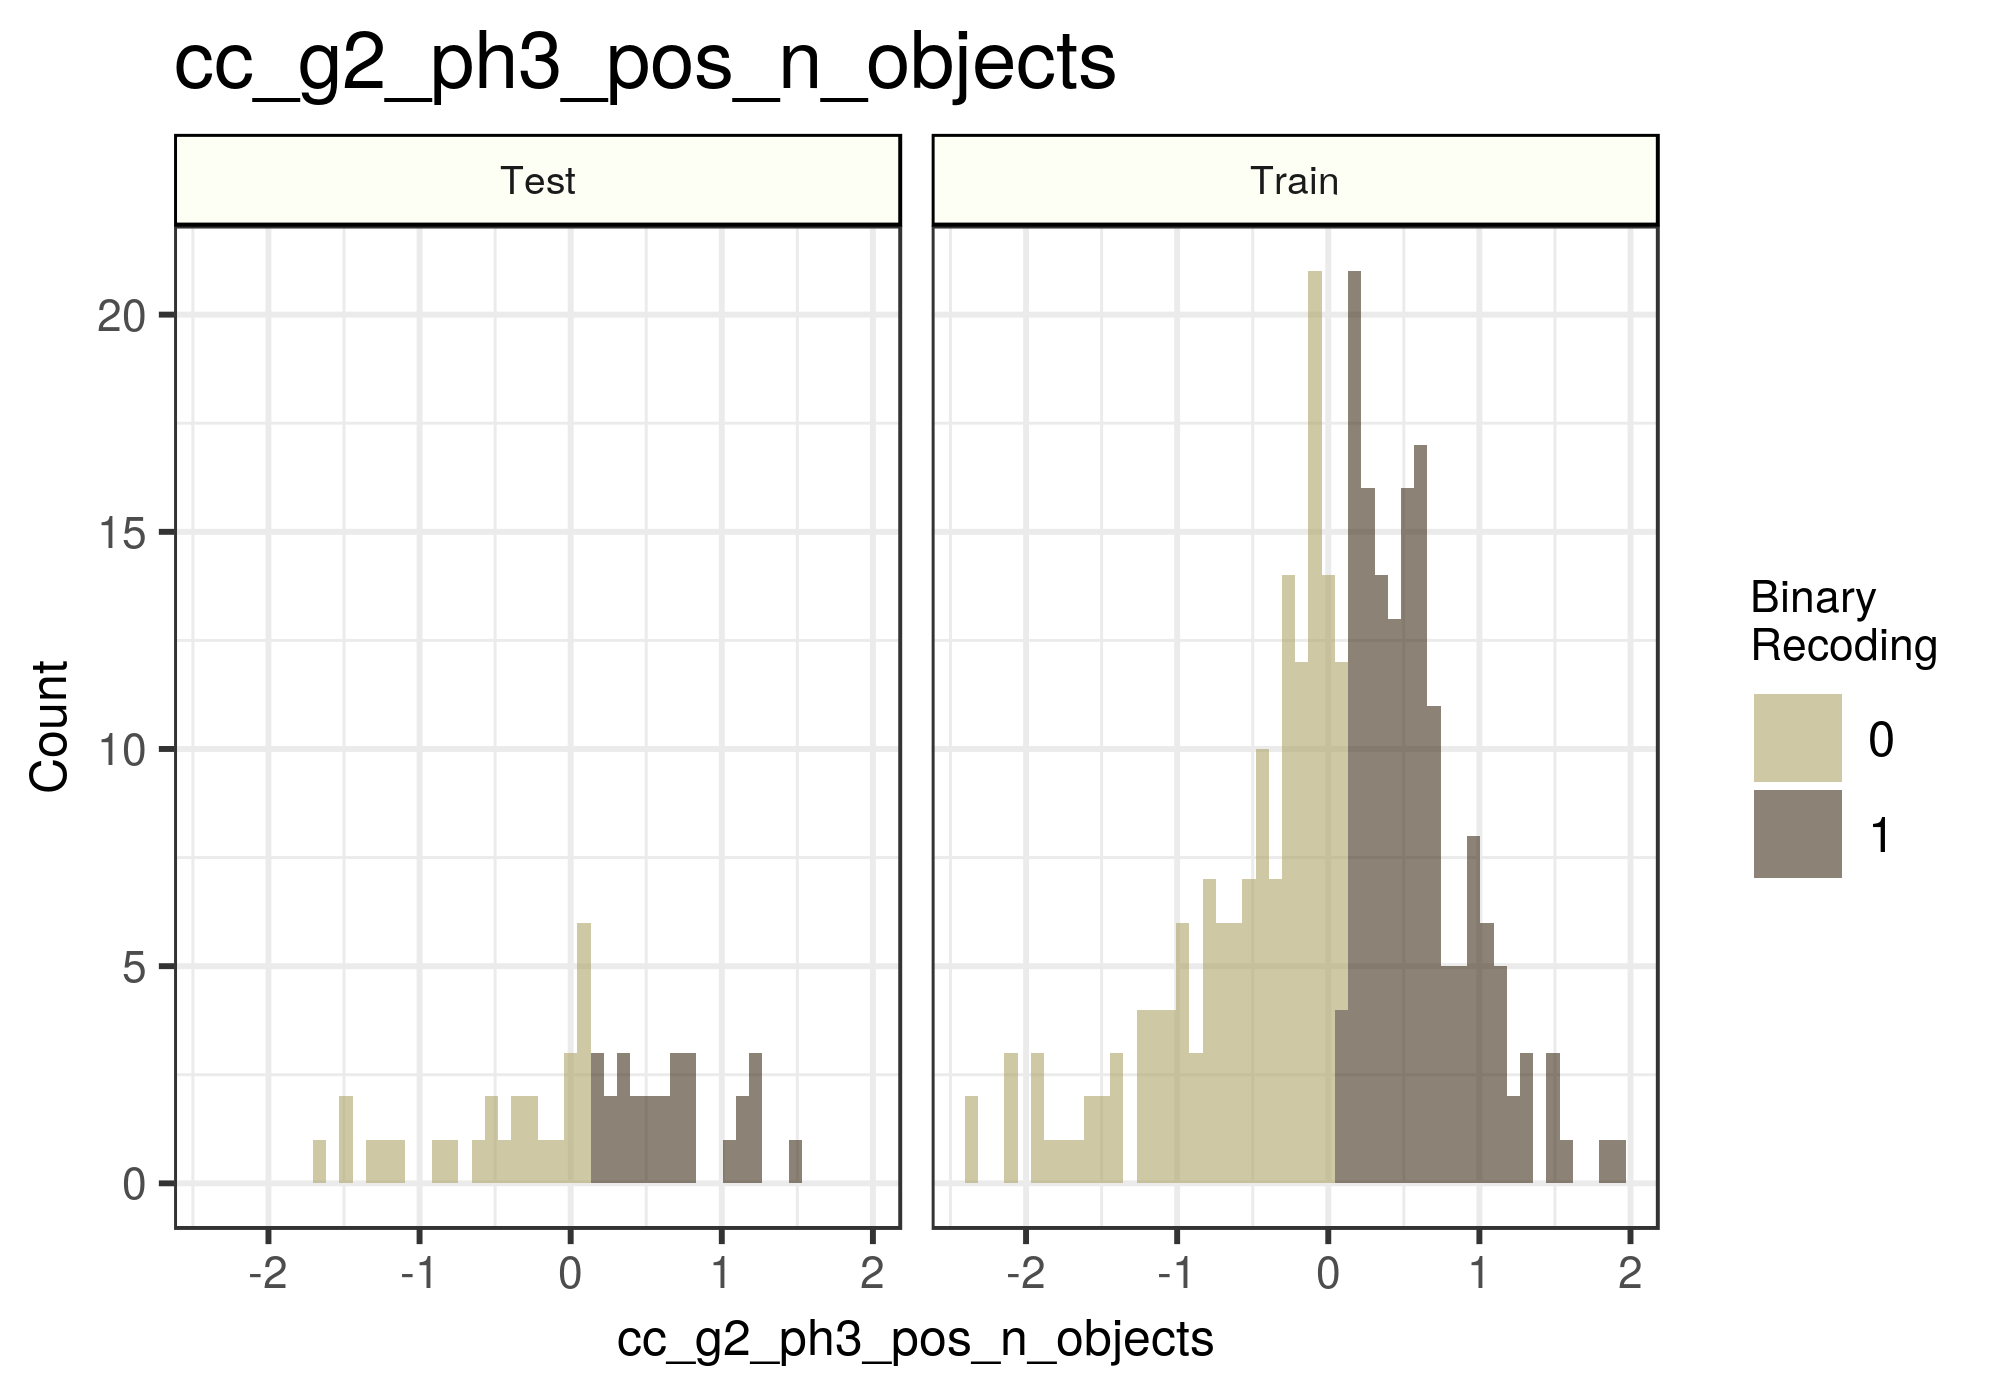 cc_g2_ph3_pos_n_objects
Test
Train
20
15
10
5
0
Count
-2
-1
0
1
2
-2
-1
0
1
2
cc_g2_ph3_pos_n_objects
Binary
Recoding
0
1